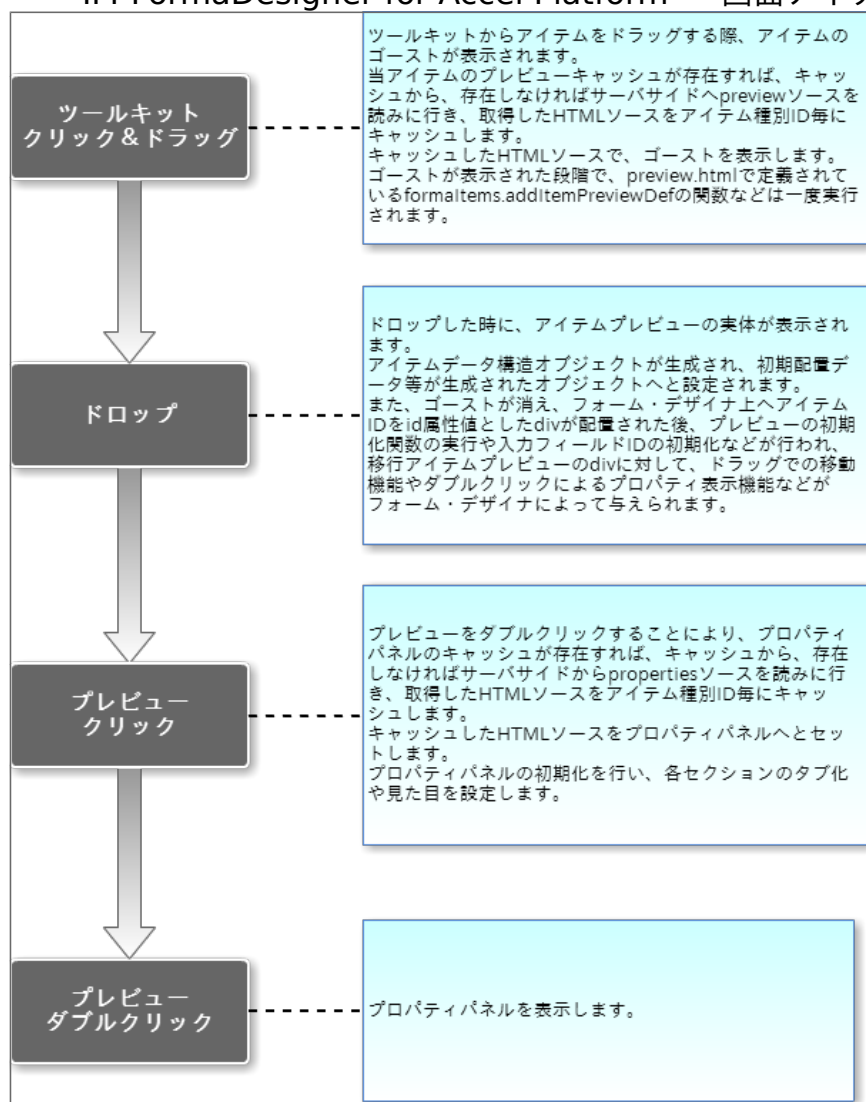 ツールキットからアイテムをドラッグする際、アイテムの
ゴーストが表示されます。
当アイテムのプレビューキャッシュが存在すれば、キャッ
シュから、存在しなければサーバサイドへpreviewソースを
読みに行き、取得したHTMLソースをアイテム種別ID毎に
キャッシュします。
キャッシュしたHTMLソースで、ゴーストを表示します。
ゴーストが表示された段階で、preview.htmlで定義されて
いるformaItems.addItemPreviewDefの関数などは一度実行
されます。
ツールキット
クリック＆ドラッグ
ドロップした時に、アイテムプレビューの実体が表示され
ます。
アイテムデータ構造オブジェクトが生成され、初期配置デ
ータ等が生成されたオブジェクトへと設定されます。
また、ゴーストが消え、フォーム・デザイナ上へアイテム
IDをid属性値としたdivが配置された後、プレビューの初期
化関数の実行や入力フィールドIDの初期化などが行われ、
移行アイテムプレビューのdivに対して、ドラッグでの移動
機能やダブルクリックによるプロパティ表示機能などが
フォーム・デザイナによって与えられます。
ドロップ
プレビューをダブルクリックすることにより、プロパティ
パネルのキャッシュが存在すれば、キャッシュから、存在
しなければサーバサイドからpropertiesソースを読みに行
き、取得したHTMLソースをアイテム種別ID毎にキャッ
シュします。
キャッシュしたHTMLソースをプロパティパネルへとセッ
トします。
プロパティパネルの初期化を行い、各セクションのタブ化
や見た目を設定します。
プレビュー
クリック
プレビュー
ダブルクリック
プロパティパネルを表示します。